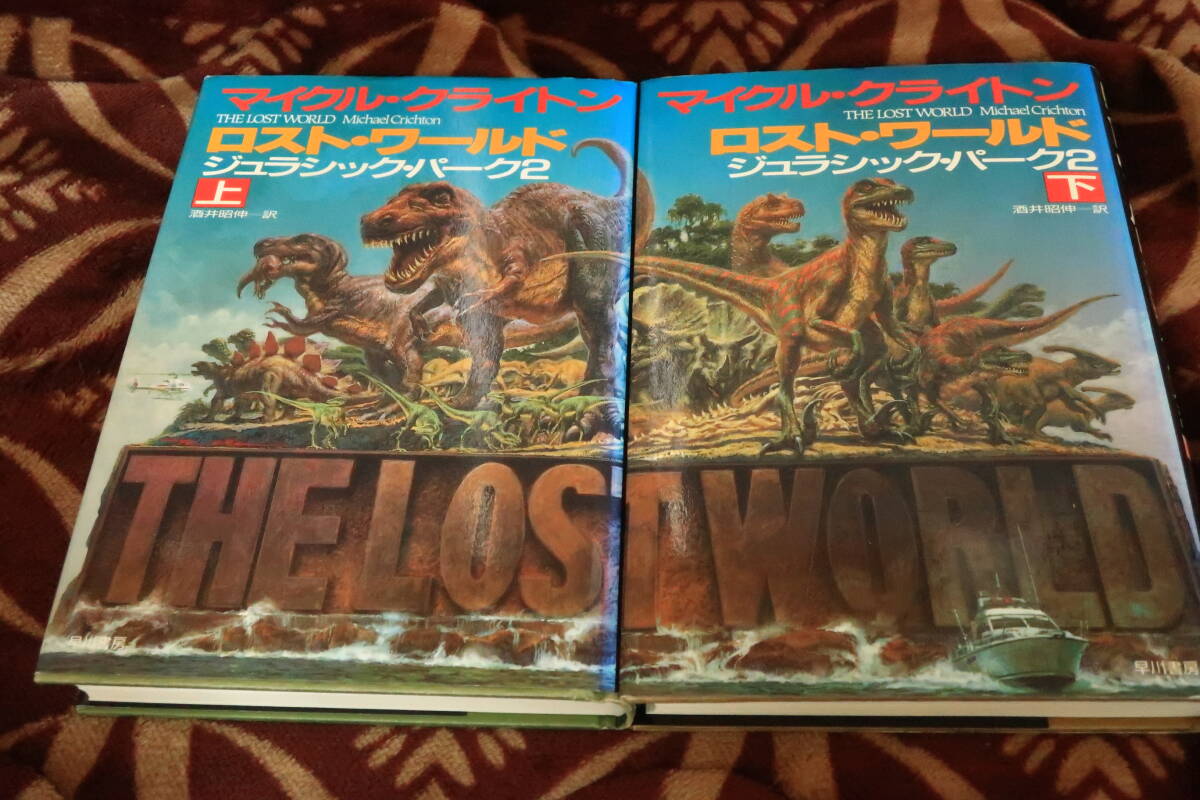 マイクル・クライトン
THE LOST WORLD Michael Crichton
ロスト・ワールド
ジュラシック・パーク2
上
酒井昭伸―訳
THE LOS
早川書房
マイクル・クライトン
THE LOST WORLD Michael Crichton
ロスト・ワールド
ジュラシック・パーク2
下
酒井昭伸―訳
T WORLD
早川書房